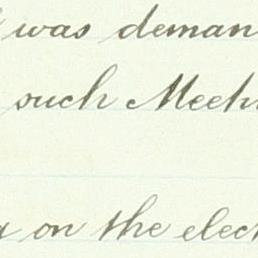 was deman
such Meeti
on the elect